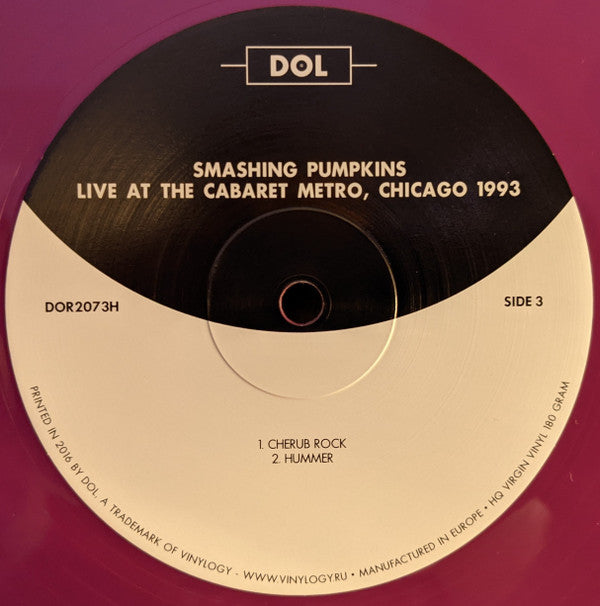 DOL
SMASHING PUMPKINS
LIVE AT THE CABARET METRO, CHICAGO 1993
DOR2073H
SIDE 3
1. CHERUB ROCK
2. HUMMER
PRINTED IN 2016 BY DOL, A TRADEMARK OF VINYLOGY - WWW.VINYLOGY.RU • MANUFACTURED IN EUROPE • HQ VIRGIN VINYL 180 GRAM